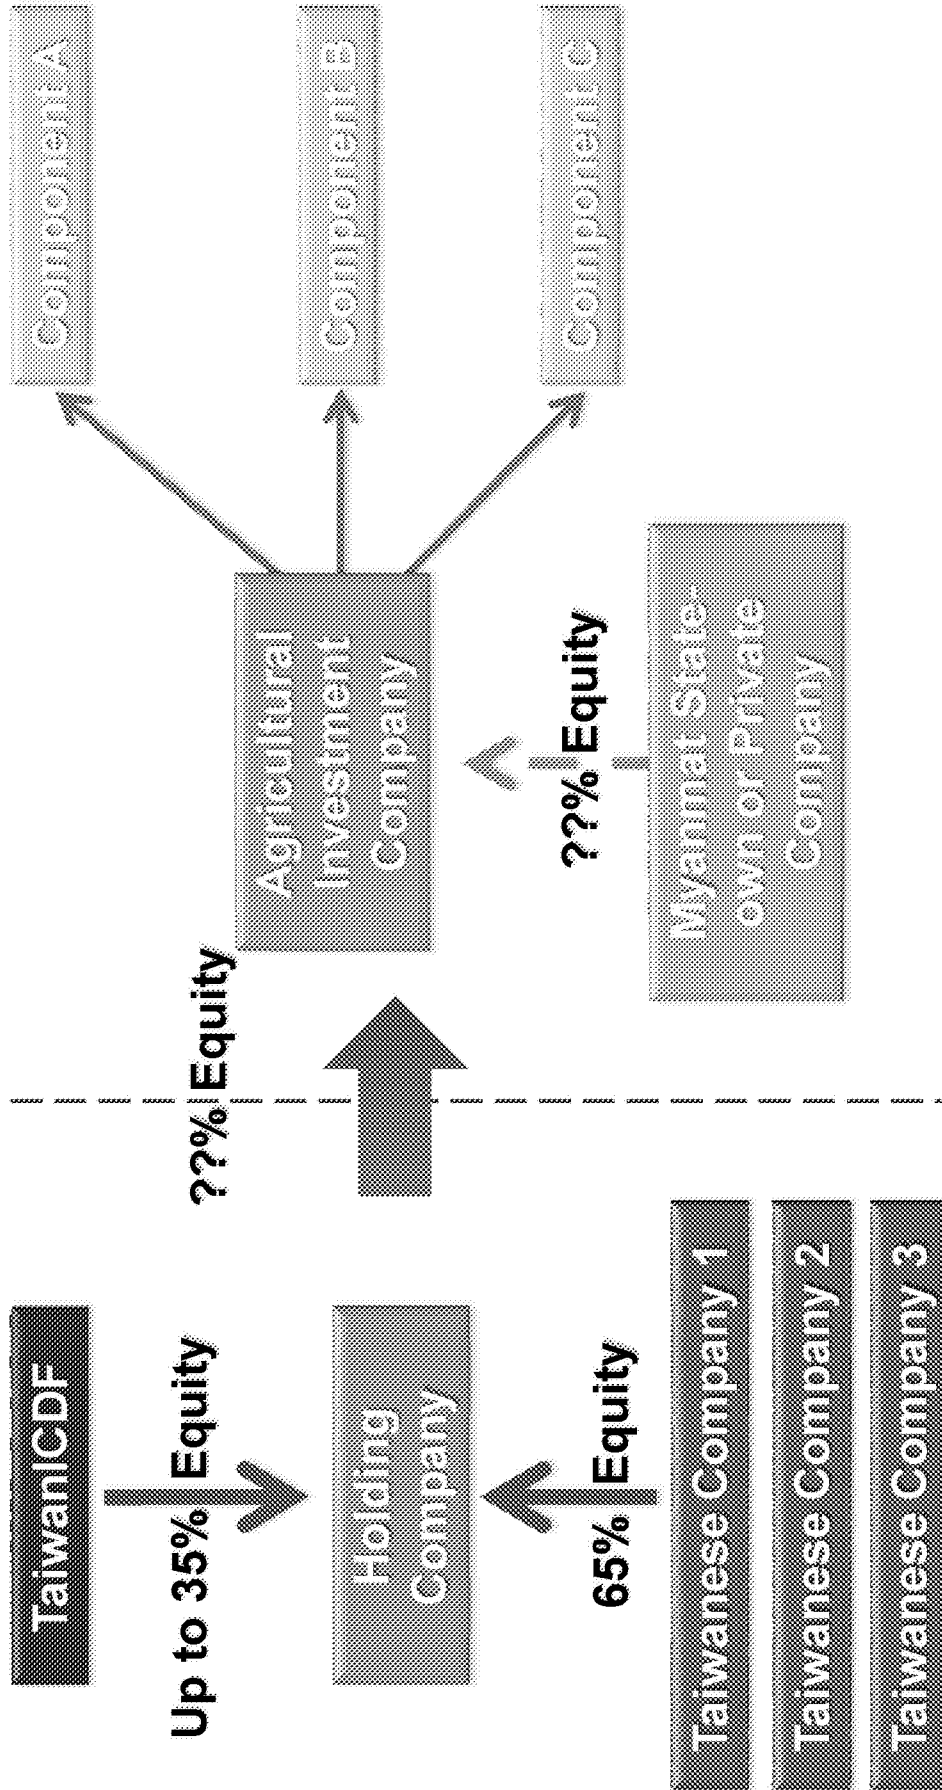 TaiwanICDF
Up to 35% Equity
Holding
Company
65% Equity
Taiwanese Company 1
Taiwanese Company 2
Taiwanese Company 3
??% Equity
Agricultural
Investment
Company
??% Equity
Myanmat State-
own or Private
Company
Component A
Component B
Component C